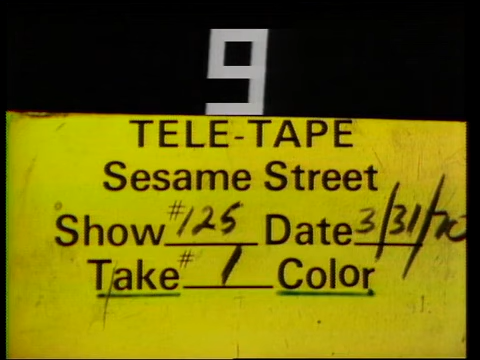 9
TELE-TAPE
Sesame Street
Show #125 Date 3/31/70
Take #1 Color